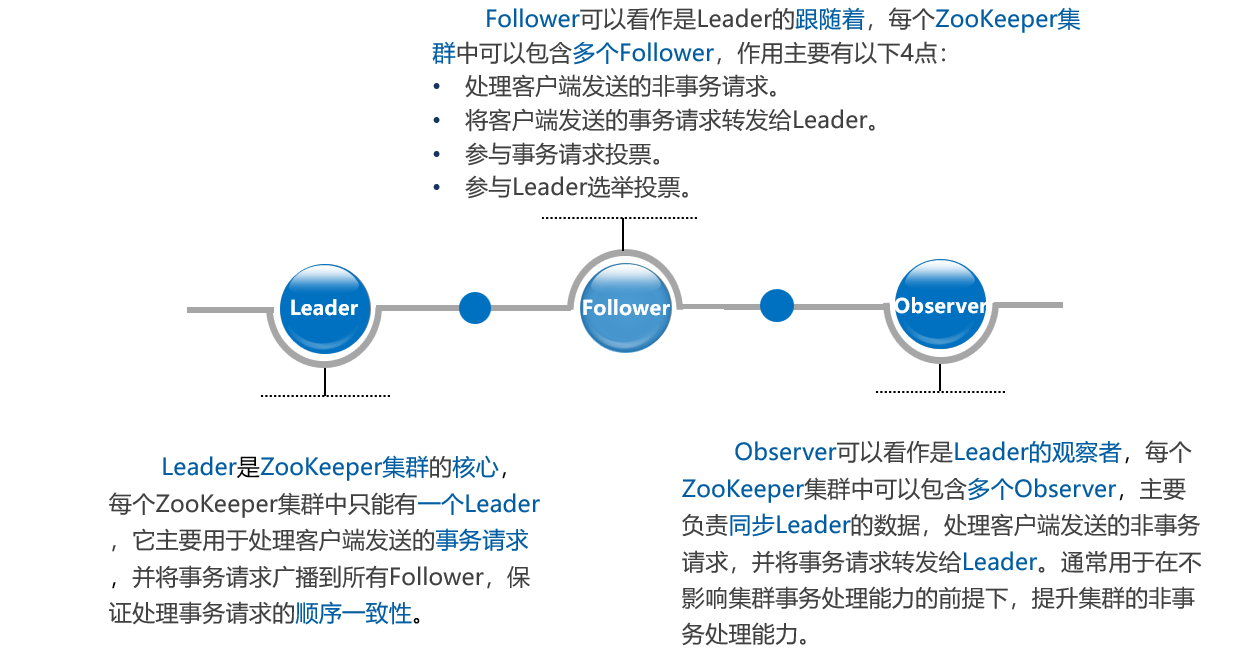 Follower可以看作是Leader的跟随着，每个ZooKeeper集
群中可以包含多个Follower，作用主要有以下4点：
• 处理客户端发送的非事务请求。
• 将客户端发送的事务请求转发给Leader。
• 参与事务请求投票。
• 参与Leader选举投票。
Leader
Follower
Observer
Leader是ZooKeeper集群的核心，
每个ZooKeeper集群中只能有一个Leader
，它主要用于处理客户端发送的事务请求
，并将事务请求广播到所有Follower，保
证处理事务请求的顺序一致性。
Observer可以看作是Leader的观察者，每个
ZooKeeper集群中可以包含多个Observer，主要
负责同步Leader的数据，处理客户端发送的非事务
请求，并将事务请求转发给Leader。通常用于在不
影响集群事务处理能力的前提下，提升集群的非事
务处理能力。